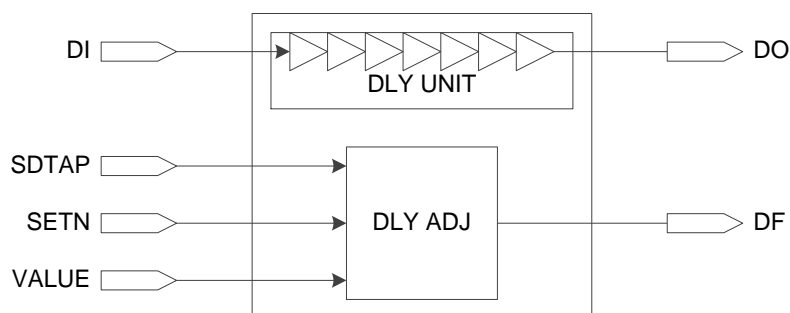 DI
DO
DLY UNIT
SDTAP
SETN
DLY ADJ
DF
VALUE